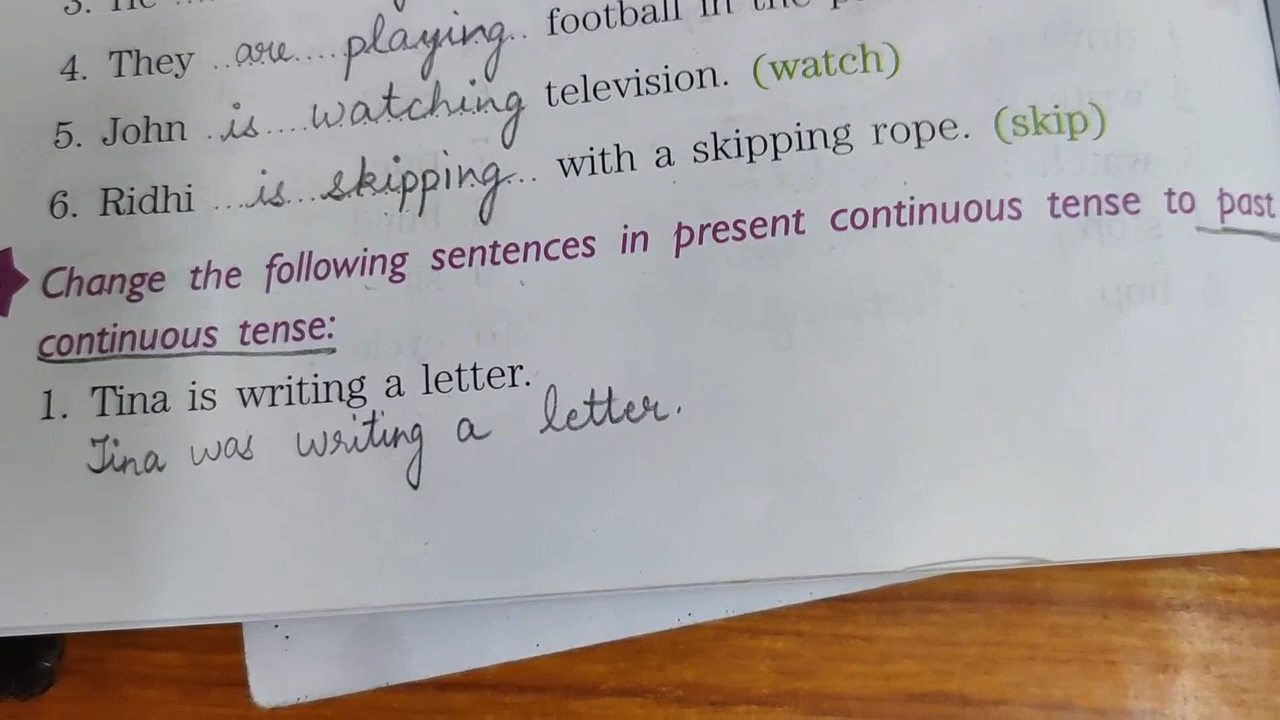 3. He
4. They ..are....playing.. football in the
5. John ..is....watching television. (watch)
6. Ridhi ...is...skipping... with a skipping rope. (skip)
Change the following sentences in present continuous tense to past
continuous tense:
1. Tina is writing a letter.
Tina was writing a letter.